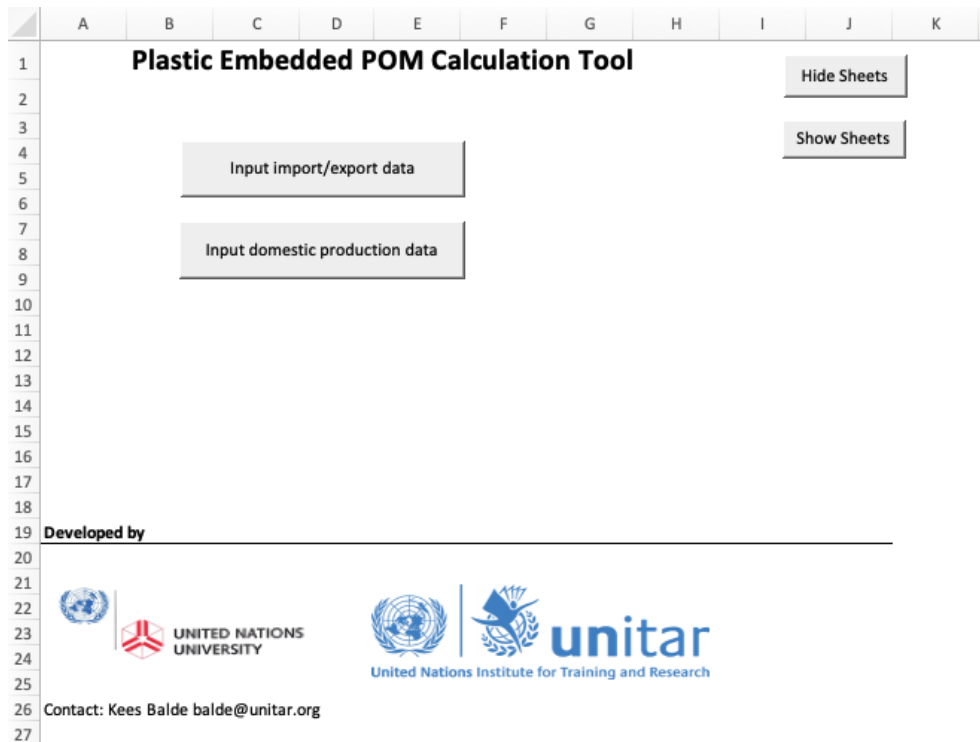 A B C D E F G H I J K
1 Plastic Embedded POM Calculation Tool
Hide Sheets
2
3
Show Sheets
4
Input import/export data
5
6
7
Input domestic production data
8
9
10
11
12
13
14
15
16
17
18
19 Developed by
20
21
22
23 UNITED NATIONS
UNIVERSITY
unitar
24
United Nations Institute for Training and Research
25
26 Contact: Kees Balde balde@unitar.org
27